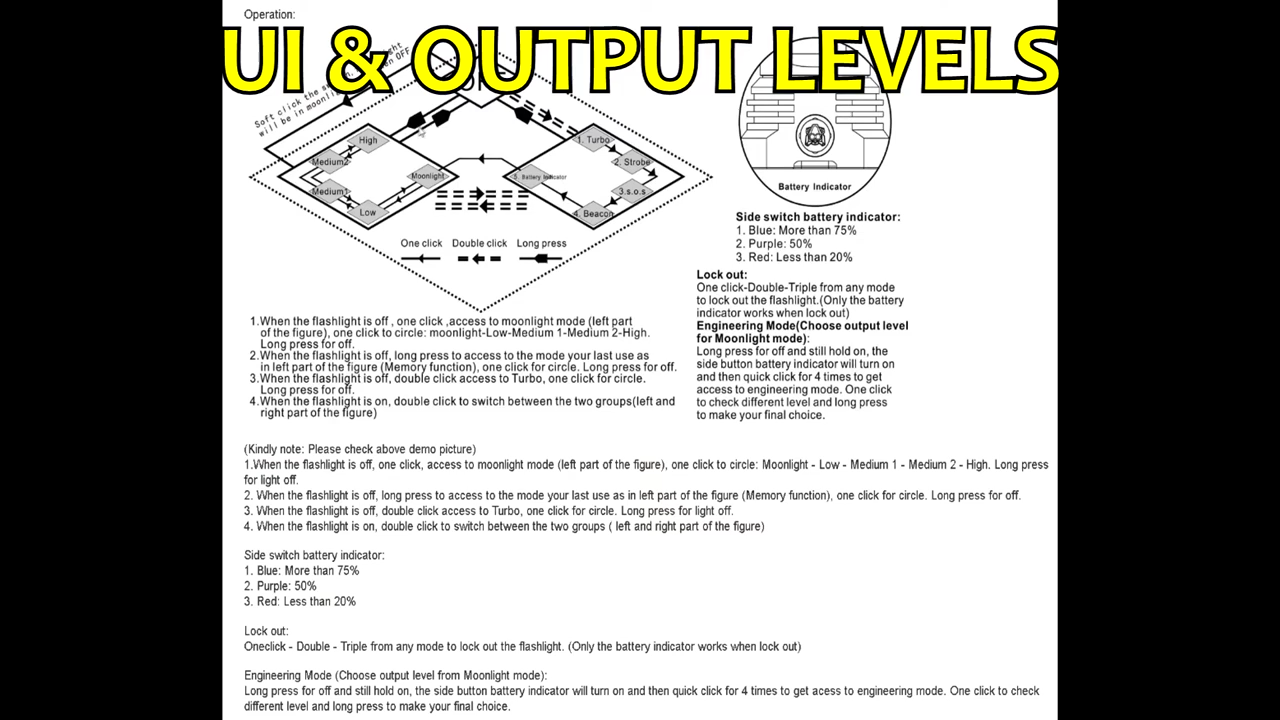 Operation:
UI & OUTPUT LEVELS
Soft click the s
will be in moonli
ght
n OFF
High
Medium2
Medium1
Low
Moonlight
1. Turbo
2. Strobe
3.s.o.s
4. Beacon
5. Battery Indicator
One click Double click Long press
Battery Indicator
Side switch battery indicator:
1. Blue: More than 75%
2. Purple: 50%
3. Red: Less than 20%
Lock out:
One click-Double-Triple from any mode
to lock out the flashlight.(Only the battery
indicator works when lock out)
Engineering Mode(Choose output level
for Moonlight mode):
Long press for off and still hold on, the
side button battery indicator will turn on
and then quick click for 4 times to get
access to engineering mode. One click
to check different level and long press
to make your final choice.
1.When the flashlight is off , one click ,access to moonlight mode (left part
of the figure), one click to circle: moonlight-Low-Medium 1-Medium 2-High.
Long press for off.
2.When the flashlight is off, long press to access to the mode your last use as
in left part of the figure (Memory function), one click for circle. Long press for off.
3.When the flashlight is off, double click access to Turbo, one click for circle.
Long press for off.
4.When the flashlight is on, double click to switch between the two groups(left and
right part of the figure)
(Kindly note: Please check above demo picture)
1.When the flashlight is off, one click, access to moonlight mode (left part of the figure), one click to circle: Moonlight - Low - Medium 1 - Medium 2 - High. Long press
for light off.
2. When the flashlight is off, long press to access to the mode your last use as in left part of the figure (Memory function), one click for circle. Long press for off.
3. When the flashlight is off, double click access to Turbo, one click for circle. Long press for light off.
4. When the flashlight is on, double click to switch between the two groups ( left and right part of the figure)
Side switch battery indicator:
1. Blue: More than 75%
2. Purple: 50%
3. Red: Less than 20%
Lock out:
Oneclick - Double - Triple from any mode to lock out the flashlight. (Only the battery indicator works when lock out)
Engineering Mode (Choose output level from Moonlight mode):
Long press for off and still hold on, the side button battery indicator will turn on and then quick click for 4 times to get acess to engineering mode. One click to check
different level and long press to make your final choice.